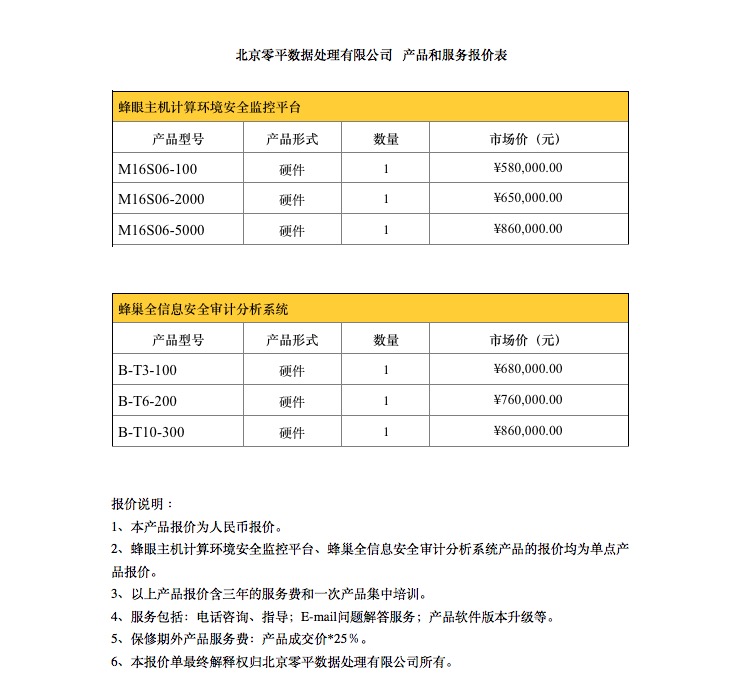 北京零平数据处理有限公司 产品和服务报价表
蜂眼主机计算环境安全监控平台
产品型号 产品形式 数量 市场价（元）
M16S06-100 硬件 1 ¥580,000.00
M16S06-2000 硬件 1 ¥650,000.00
M16S06-5000 硬件 1 ¥860,000.00
蜂巢全信息安全审计分析系统
产品型号 产品形式 数量 市场价（元）
B-T3-100 硬件 1 ¥680,000.00
B-T6-200 硬件 1 ¥760,000.00
B-T10-300 硬件 1 ¥860,000.00
报价说明：
1、本产品报价为人民币报价。
2、蜂眼主机计算环境安全监控平台、蜂巢全信息安全审计分析系统产品的报价均为单点产
品报价。
3、以上产品报价含三年的服务费和一次产品集中培训。
4、服务包括：电话咨询、指导；E-mail问题解答服务；产品软件版本升级等。
5、保修期外产品服务费：产品成交价*25％。
6、本报价单最终解释权归北京零平数据处理有限公司所有。